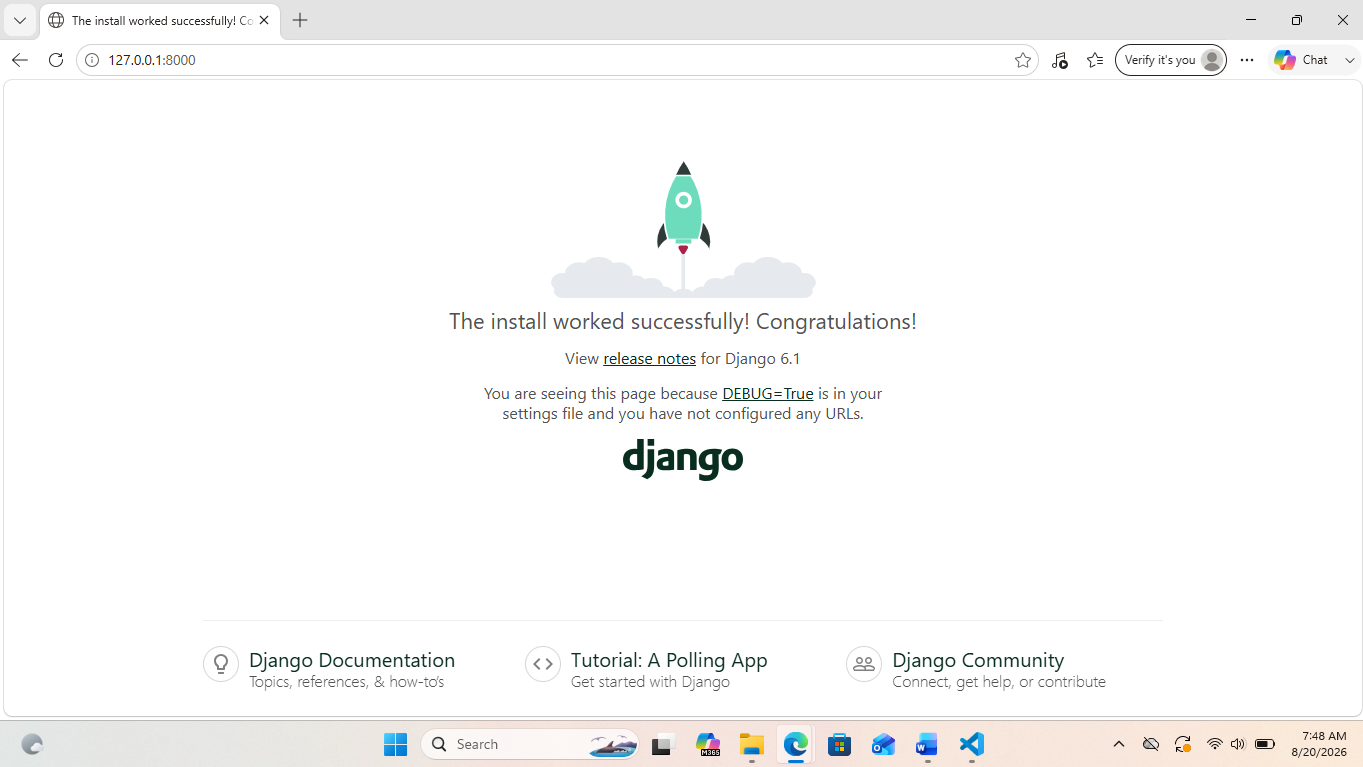 The install worked successfully! Co
127.0.0.1:8000
Verify it's you
Chat
The install worked successfully! Congratulations!
View release notes for Django 6.1
You are seeing this page because DEBUG=True is in your
settings file and you have not configured any URLs.
django
Django Documentation
Topics, references, & how-to's
Tutorial: A Polling App
Get started with Django
Django Community
Connect, get help, or contribute
Search
M365
7:48 AM
8/20/2026